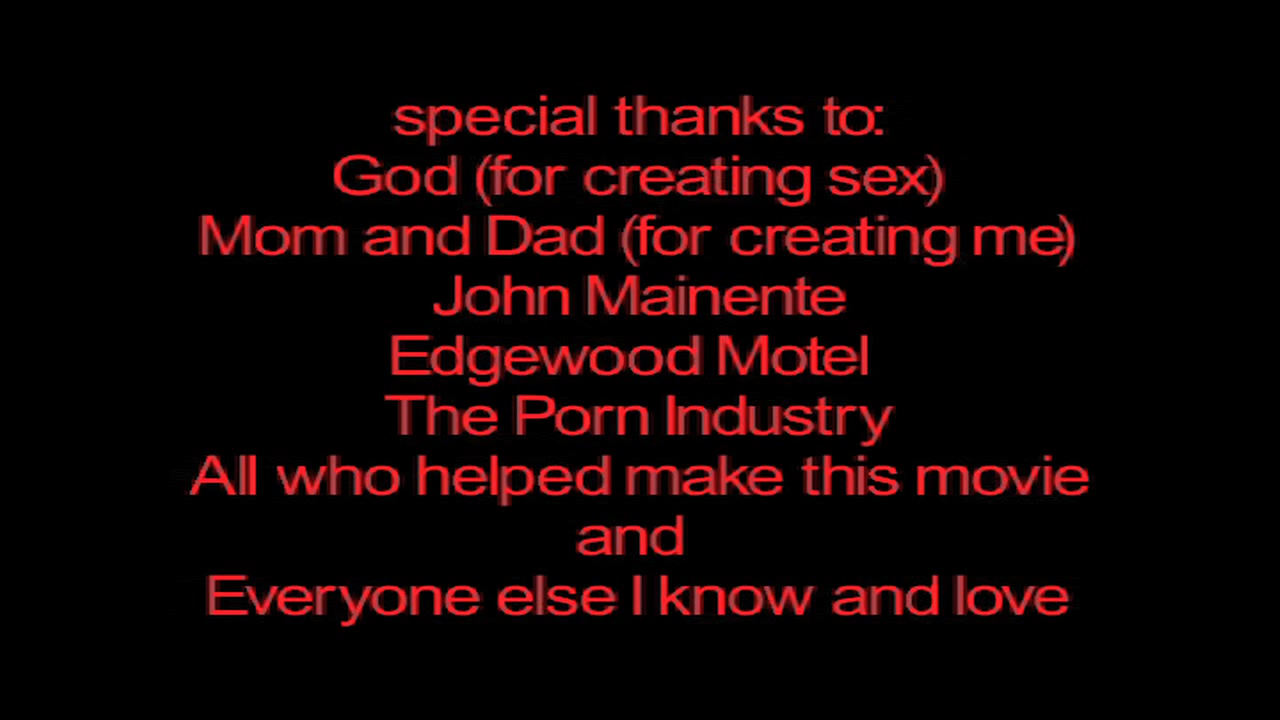 special thanks to:
God (for creating sex)
Mom and Dad (for creating me)
John Mainente
Edgewood Motel
The Porn Industry
All who helped make this movie
and
Everyone else I know and love